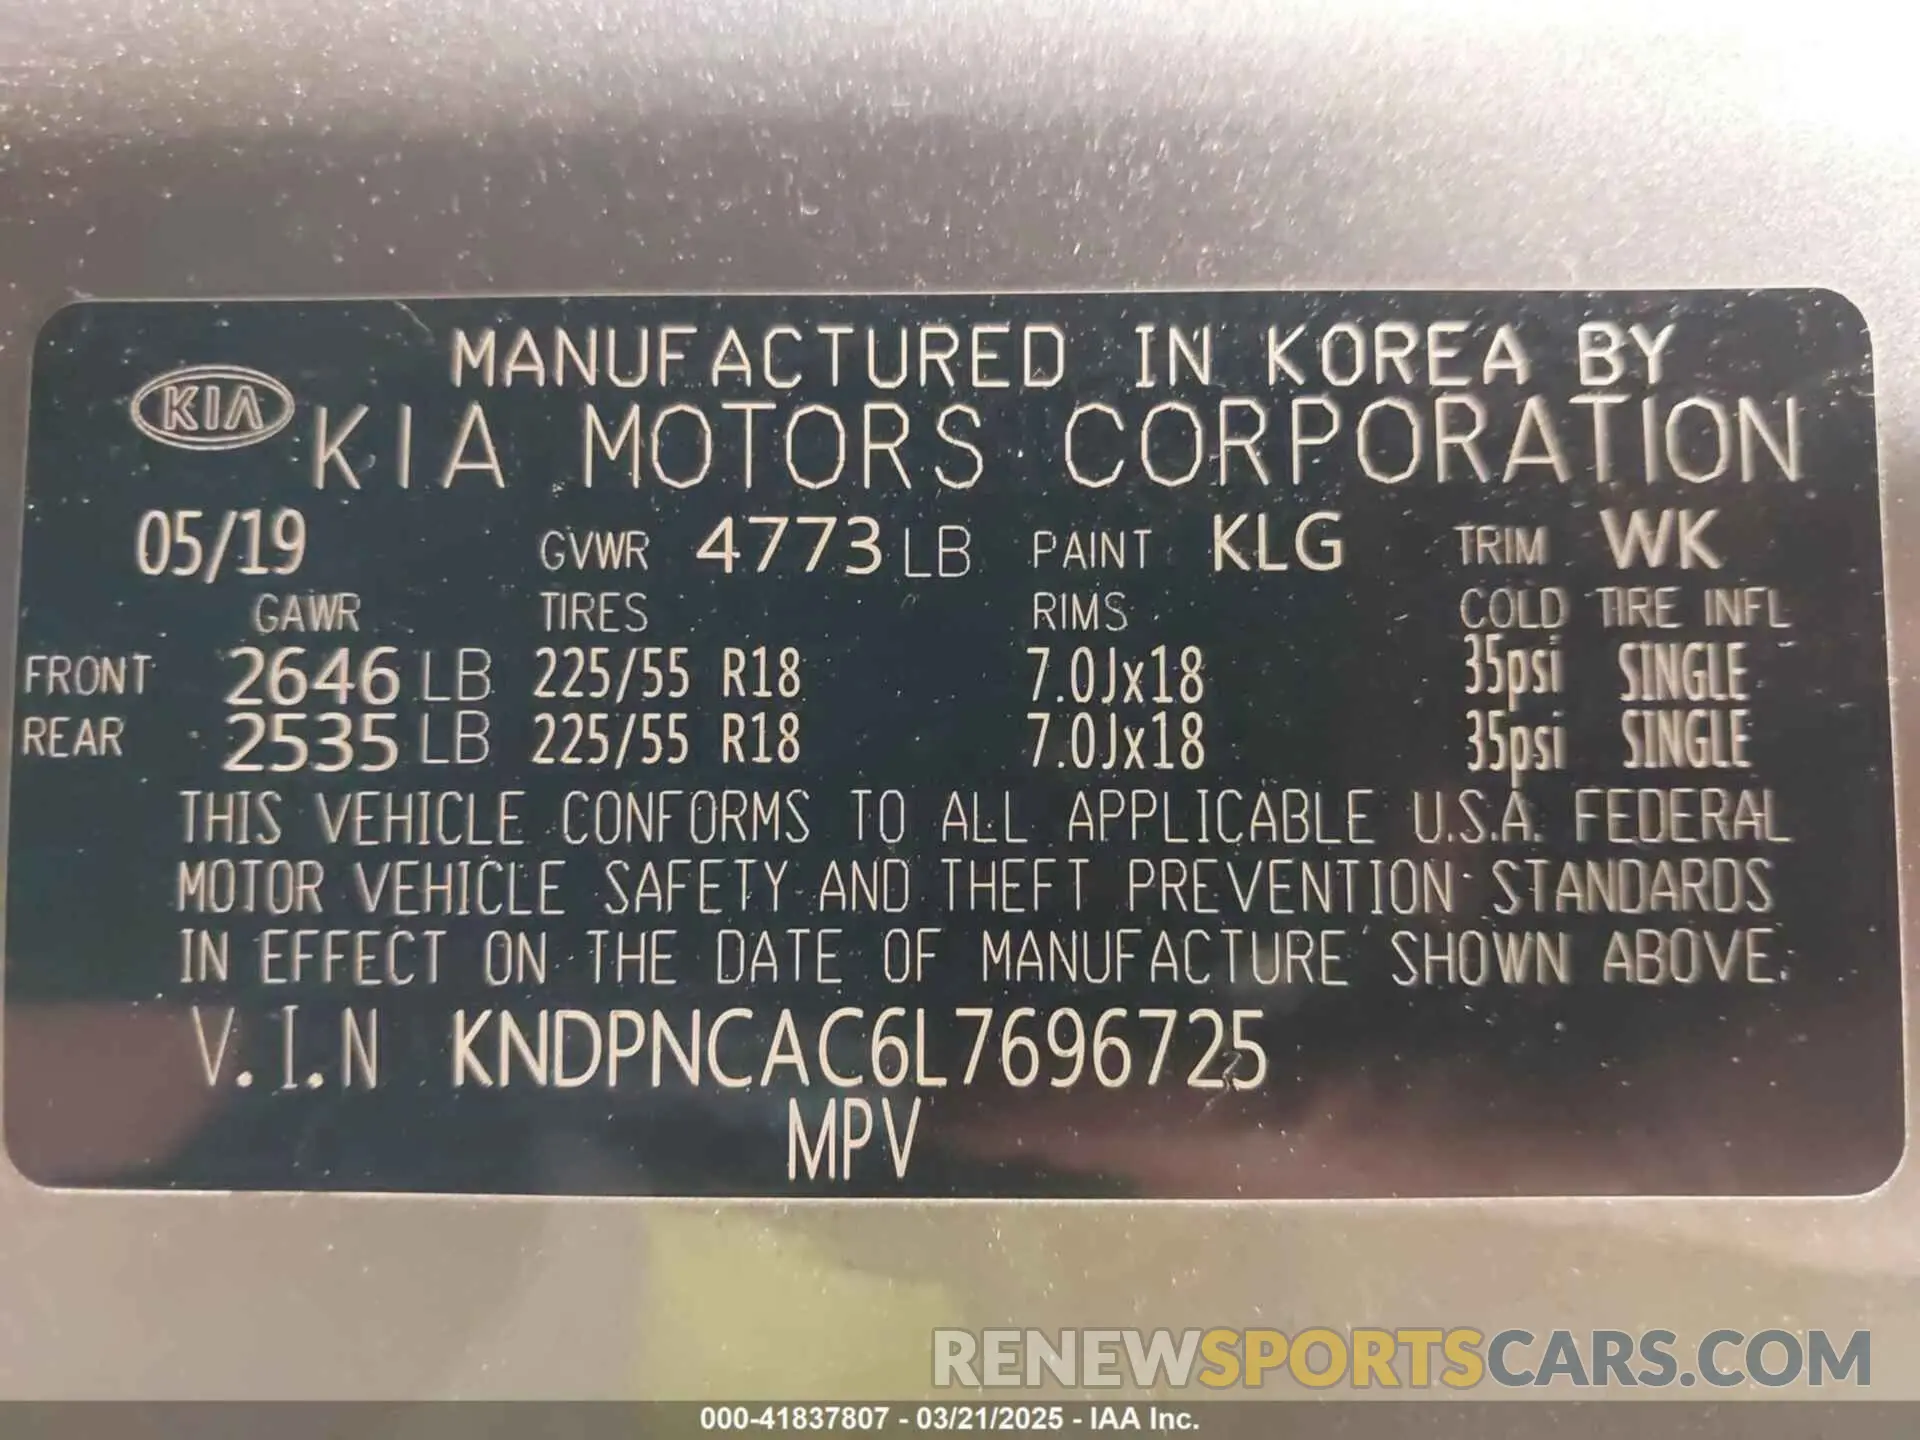 MANUFACTURED IN KOREA BY
KIA KIA MOTORS CORPORATION
05/19 GVWR 4773 LB PAINT KLG TRIM WK
GAWR TIRES RIMS COLD TIRE INFL
FRONT 2646 LB 225/55 R18 7.0Jx18 35psi SINGLE
REAR 2535 LB 225/55 R18 7.0Jx18 35psi SINGLE
THIS VEHICLE CONFORMS TO ALL APPLICABLE U.S.A. FEDERAL
MOTOR VEHICLE SAFETY AND THEFT PREVENTION STANDARDS
IN EFFECT ON THE DATE OF MANUFACTURE SHOWN ABOVE.
V.I.N KNDPNCAC6L7696725
MPV
RENEWSPORTSCARS.COM
000-41837807 - 03/21/2025 - IAA Inc.